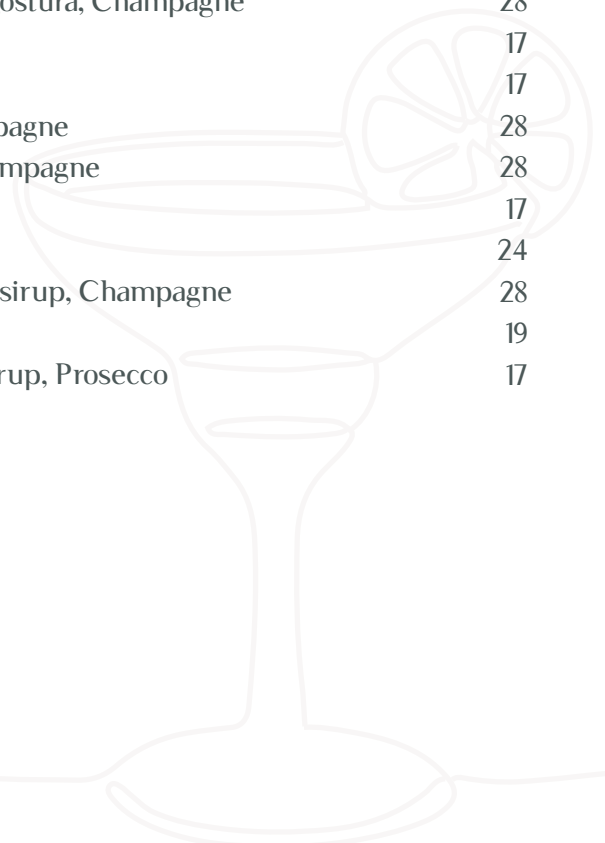 ostura, Champagne 28
17
17
pagne 28
mpagne 28
17
24
sirup, Champagne 28
19
rup, Prosecco 17